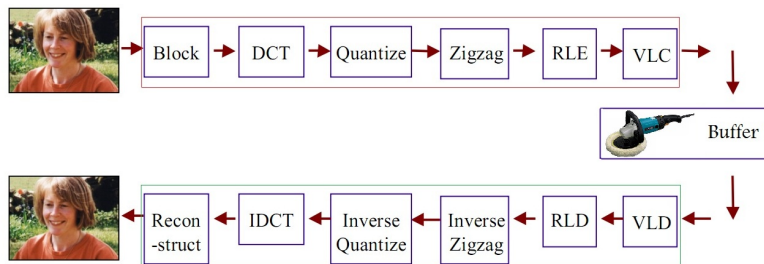 Block
DCT
Quantize
Zigzag
RLE
VLC
Buffer
Recon
-struct
IDCT
Inverse
Quantize
Inverse
Zigzag
RLD
VLD